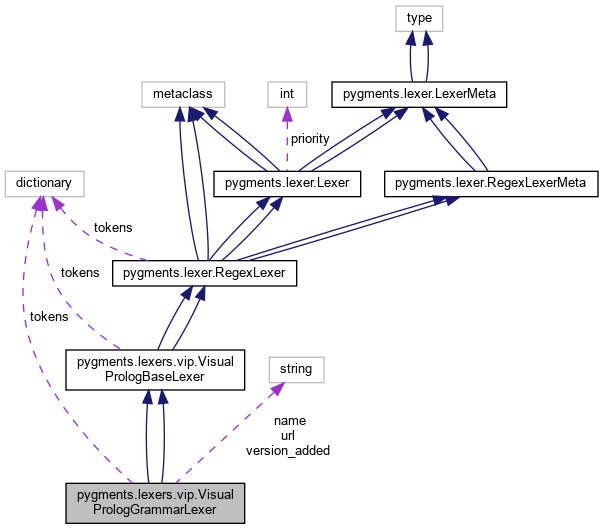 type
metaclass
int
pygments.lexer.LexerMeta
priority
dictionary
pygments.lexer.Lexer
pygments.lexer.RegexLexerMeta
tokens
pygments.lexer.RegexLexer
tokens
tokens
pygments.lexers.vip.Visual
PrologBaseLexer
string
name
url
version_added
pygments.lexers.vip.Visual
PrologGrammarLexer